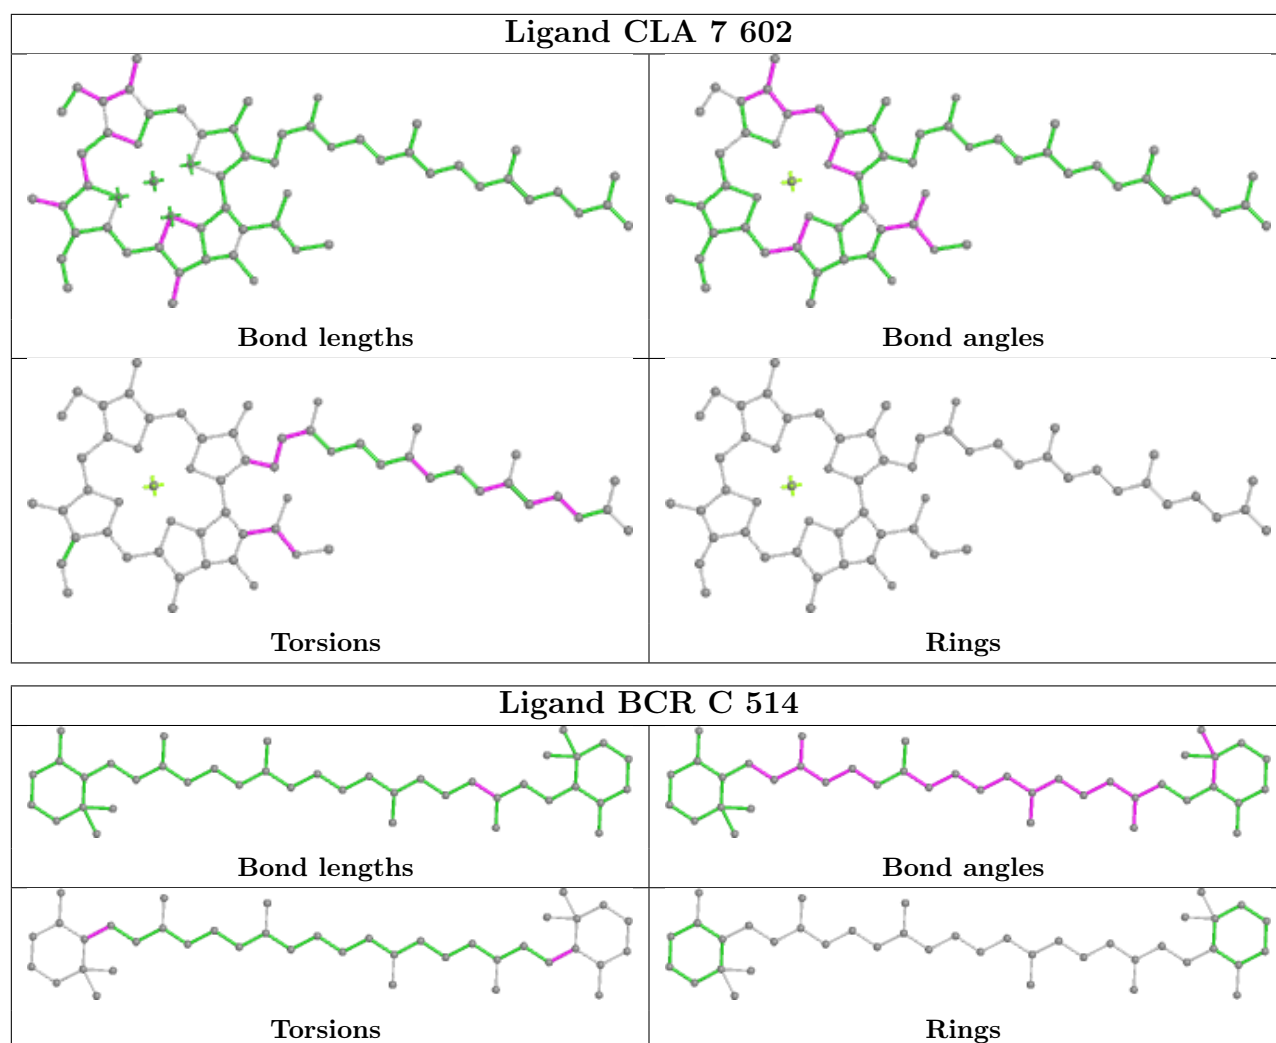 Ligand CLA 7 602
Bond lengths
Bond angles
Torsions
Rings
Ligand BCR C 514
Bond lengths
Bond angles
Torsions
Rings